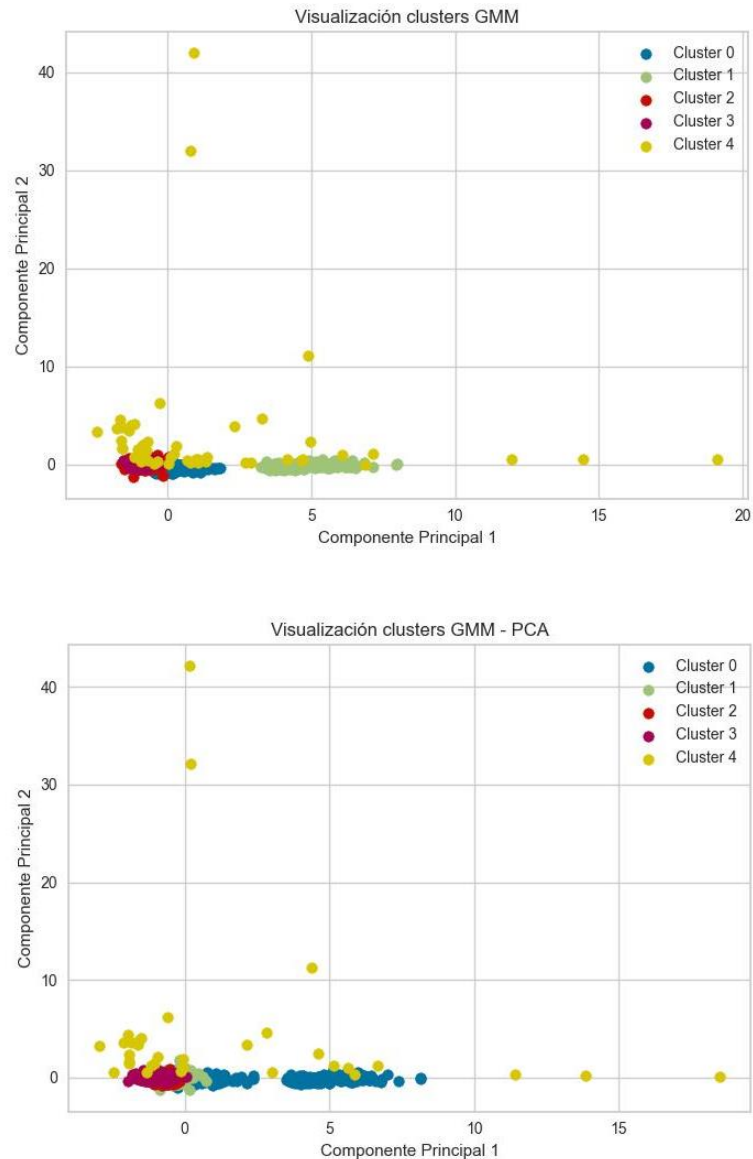 Visualización clusters GMM
Cluster 0
Cluster 1
Cluster 2
Cluster 3
Cluster 4
40
30
20
10
0
Componente Principal 2
0
5
10
15
20
Componente Principal 1
Visualización clusters GMM - PCA
Cluster 0
Cluster 1
Cluster 2
Cluster 3
Cluster 4
40
30
20
10
0
Componente Principal 2
0
5
10
15
Componente Principal 1